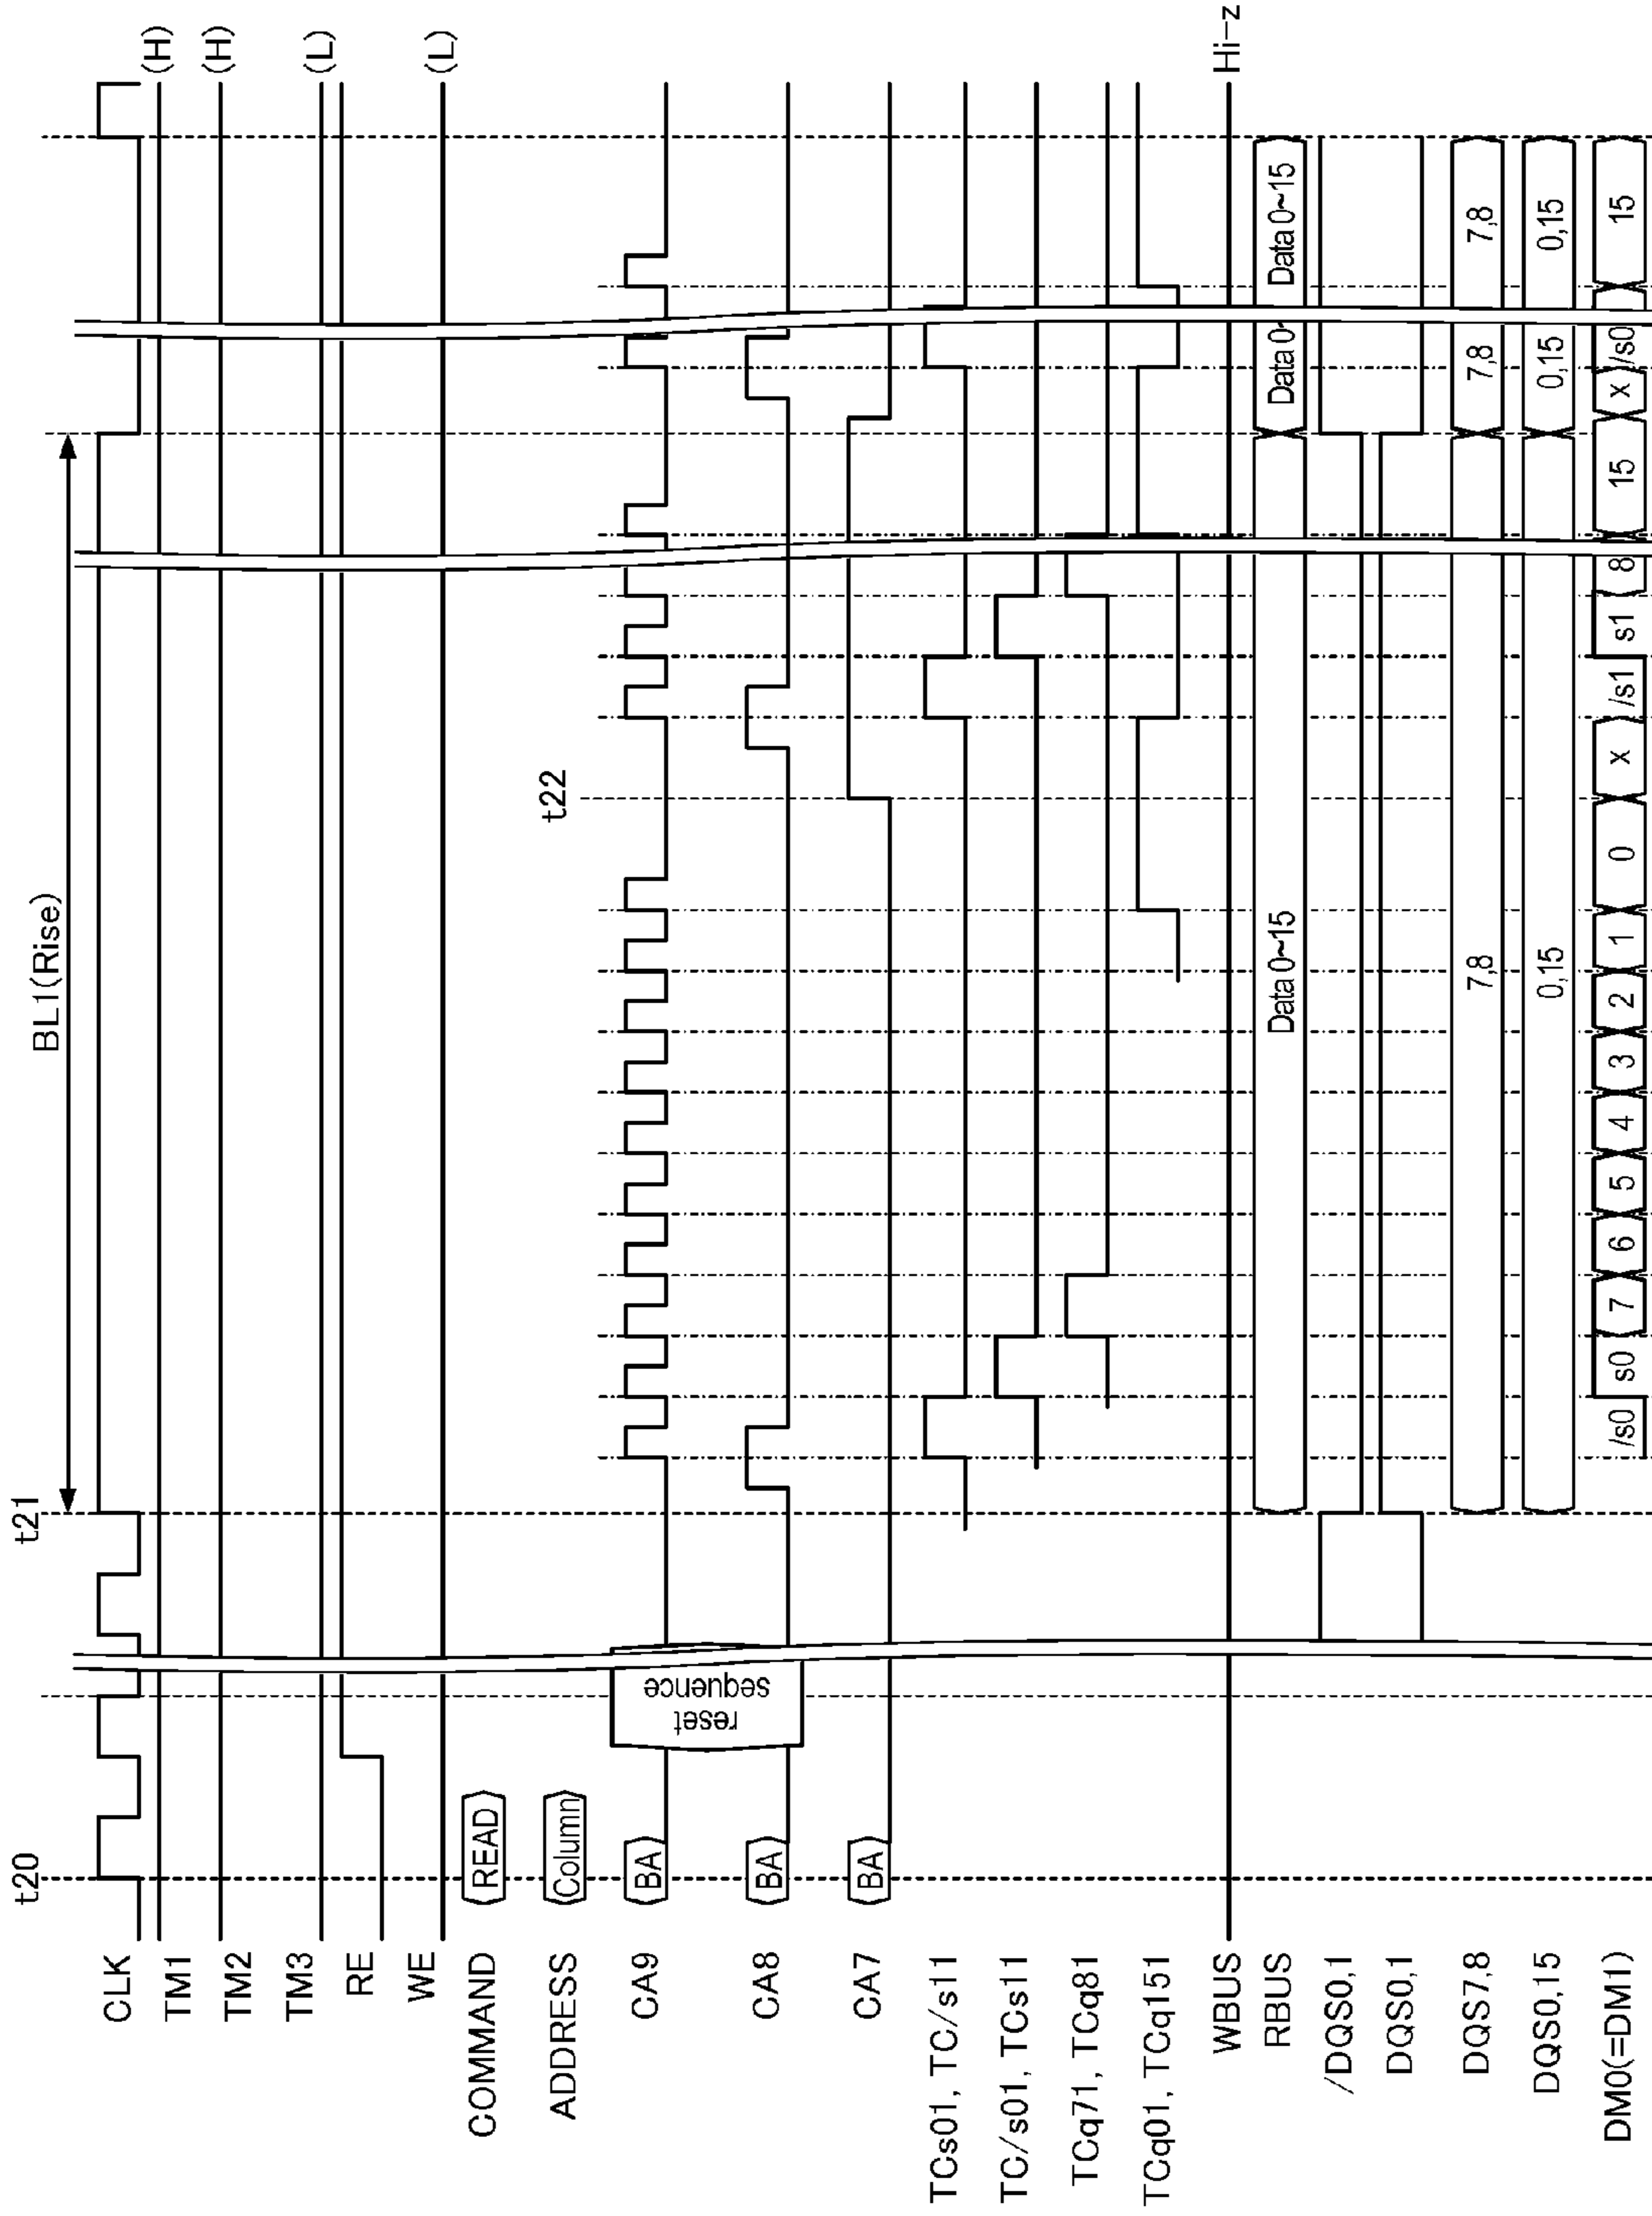 t20 t21 BL1(Rise)
CLK
TM1 (H)
TM2 (H)
TM3 (L)
RE
WE (L)
COMMAND READ
ADDRESS Column t22
CA9 BA reset
sequence
CA8 BA
CA7 BA
TCs01, TC/s11
TC/s01, TCs11
TCq71, TCq81
TCq01, TCq151
WBUS Hi-z
RBUS Data 0~15 Data 0- Data 0~15
/DQS0,1
DQS0,1
DQS7,8 7,8 7,8 7,8
DQS0,15 0,15 0,15 0,15
DM0(=DM1) /s0 s0 7 6 5 4 3 2 1 0 x /s1 s1 8 15 x /s0 15